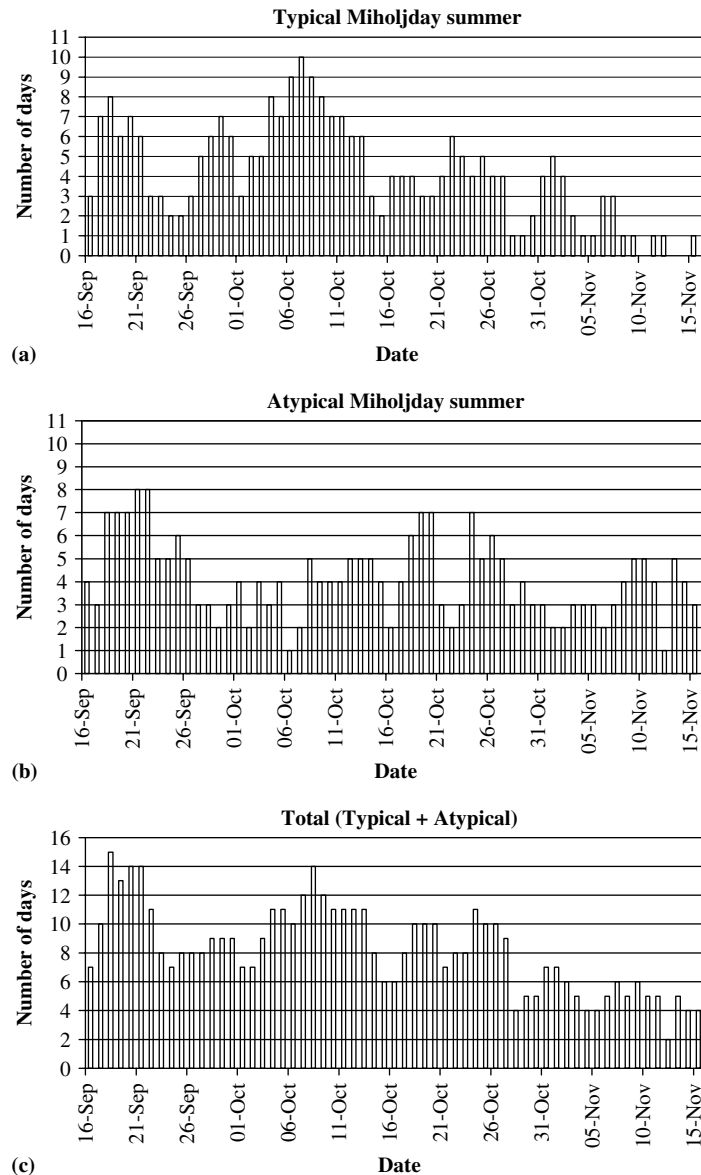 Typical Miholjday summer
11
10
9
8
7
6
5
4
3
2
1
0
Number of days
16-Sep
21-Sep
26-Sep
01-Oct
06-Oct
11-Oct
16-Oct
21-Oct
26-Oct
31-Oct
05-Nov
10-Nov
15-Nov
(a)
Date
Atypical Miholjday summer
11
10
9
8
7
6
5
4
3
2
1
0
Number of days
16-Sep
21-Sep
26-Sep
01-Oct
06-Oct
11-Oct
16-Oct
21-Oct
26-Oct
31-Oct
05-Nov
10-Nov
15-Nov
(b)
Date
Total (Typical + Atypical)
16
14
12
10
8
6
4
2
0
Number of days
16-Sep
21-Sep
26-Sep
01-Oct
06-Oct
11-Oct
16-Oct
21-Oct
26-Oct
31-Oct
05-Nov
10-Nov
15-Nov
(c)
Date